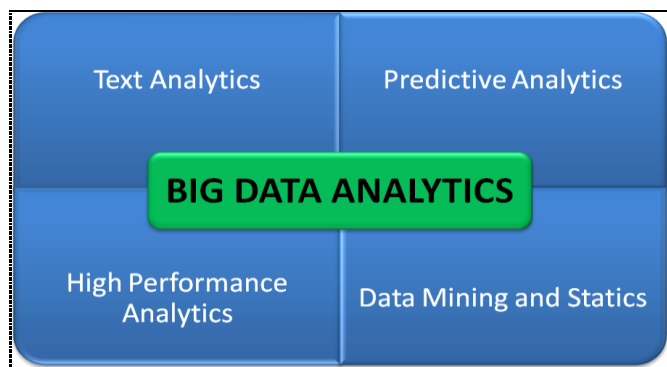 Text Analytics
Predictive Analytics
BIG DATA ANALYTICS
High Performance
Analytics
Data Mining and Statics